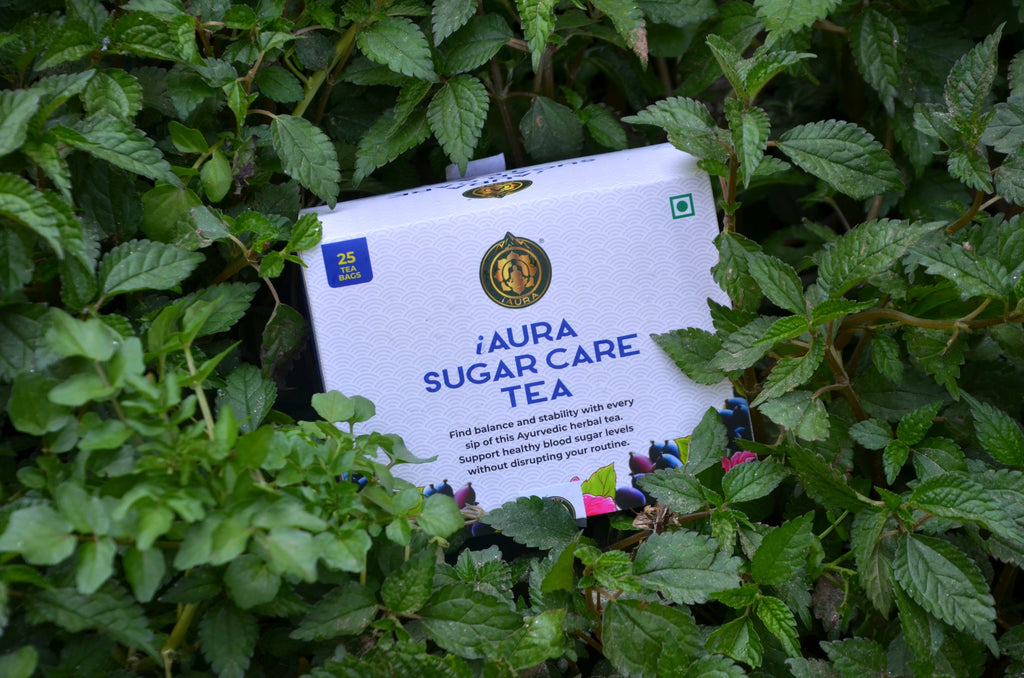 25
TEA
BAGS
iAURA
®
iAURA
SUGAR CARE
TEA
Find balance and stability with every
sip of this Ayurvedic herbal tea.
Support healthy blood sugar levels
without disrupting your routine.